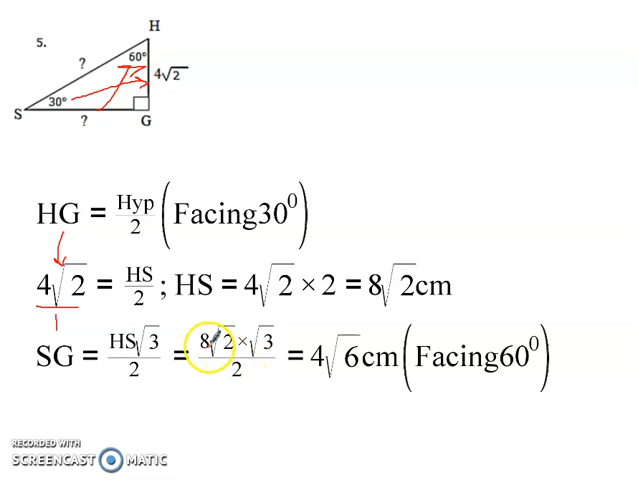 H
5.
?
60°
4√2
30°
S
?
G
HG = Hyp/2 (Facing30⁰)
4√2 = HS/2 ; HS = 4√2 × 2 = 8√2cm
SG = HS√3/2 = 8√2×√3/2 = 4√6cm(Facing60⁰)
RECORDED WITH
SCREENCAST MATIC